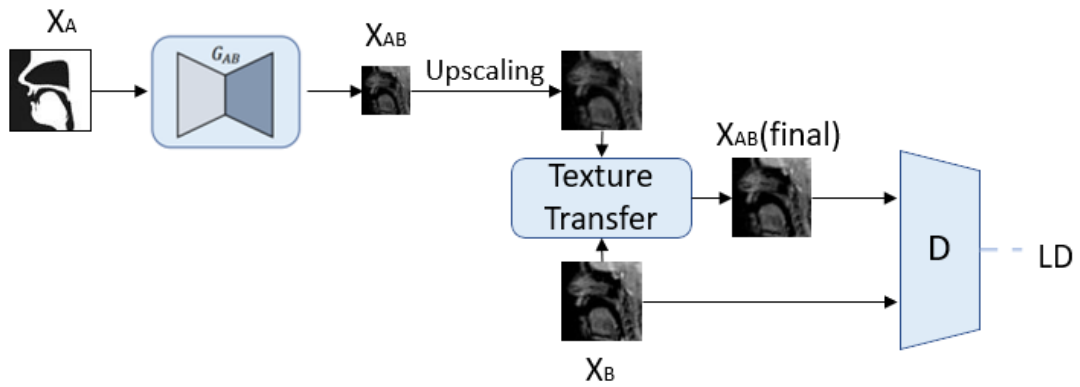 XA
GAB
XAB
Upscaling
XAB(final)
Texture
Transfer
D
LD
XB